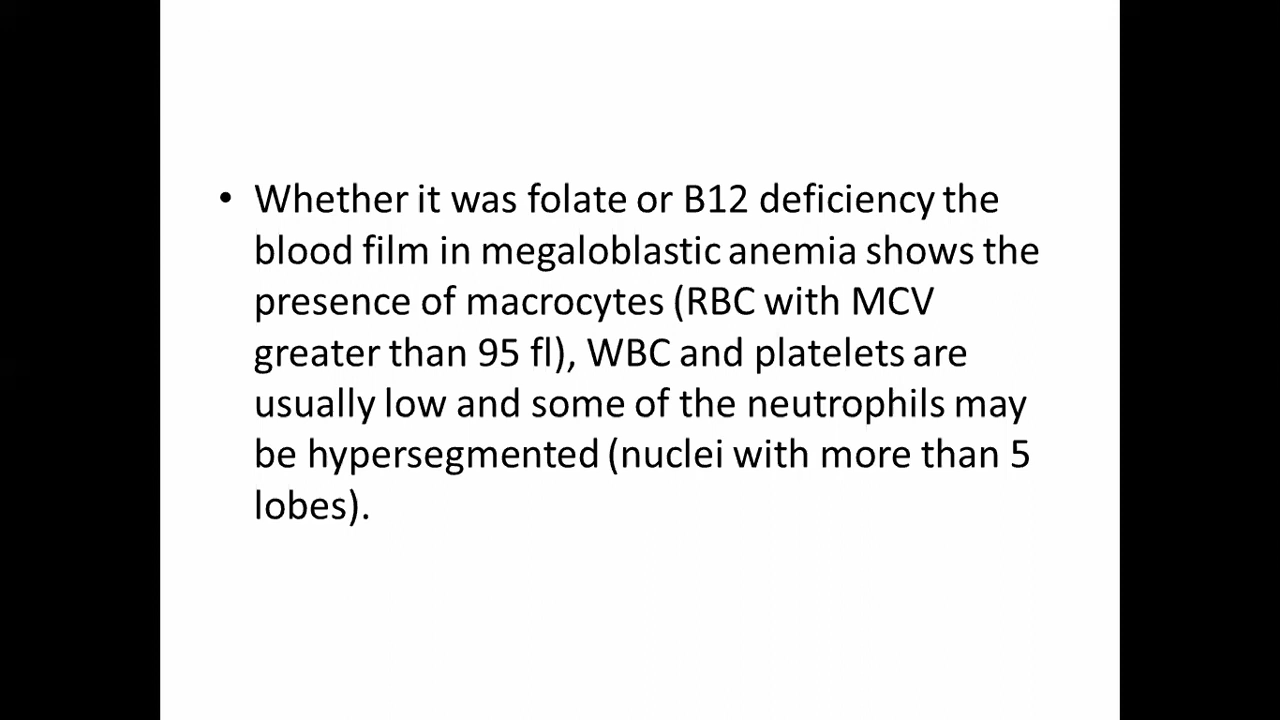 • Whether it was folate or B12 deficiency the
blood film in megaloblastic anemia shows the
presence of macrocytes (RBC with MCV
greater than 95 fl), WBC and platelets are
usually low and some of the neutrophils may
be hypersegmented (nuclei with more than 5
lobes).